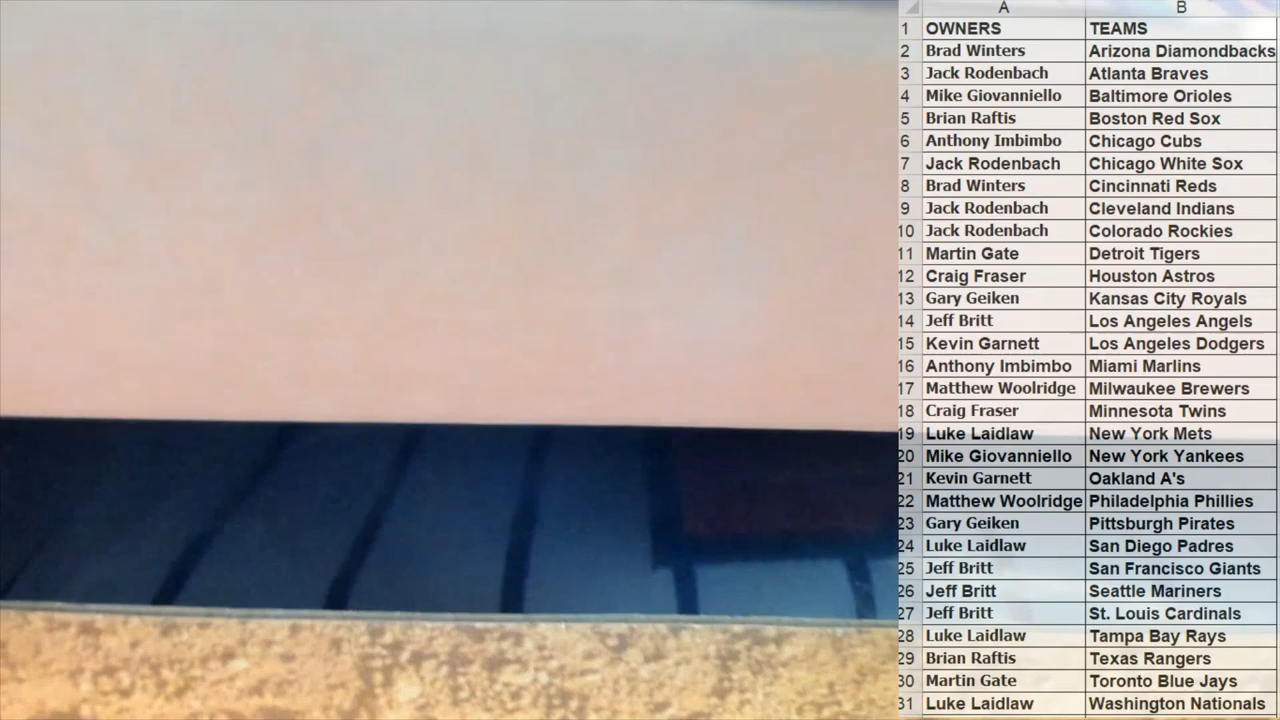 A B
1 OWNERS TEAMS
2 Brad Winters Arizona Diamondbacks
3 Jack Rodenbach Atlanta Braves
4 Mike Giovanniello Baltimore Orioles
5 Brian Raftis Boston Red Sox
6 Anthony Imbimbo Chicago Cubs
7 Jack Rodenbach Chicago White Sox
8 Brad Winters Cincinnati Reds
9 Jack Rodenbach Cleveland Indians
10 Jack Rodenbach Colorado Rockies
11 Martin Gate Detroit Tigers
12 Craig Fraser Houston Astros
13 Gary Geiken Kansas City Royals
14 Jeff Britt Los Angeles Angels
15 Kevin Garnett Los Angeles Dodgers
16 Anthony Imbimbo Miami Marlins
17 Matthew Woolridge Milwaukee Brewers
18 Craig Fraser Minnesota Twins
19 Luke Laidlaw New York Mets
20 Mike Giovanniello New York Yankees
21 Kevin Garnett Oakland A's
22 Matthew Woolridge Philadelphia Phillies
23 Gary Geiken Pittsburgh Pirates
24 Luke Laidlaw San Diego Padres
25 Jeff Britt San Francisco Giants
26 Jeff Britt Seattle Mariners
27 Jeff Britt St. Louis Cardinals
28 Luke Laidlaw Tampa Bay Rays
29 Brian Raftis Texas Rangers
30 Martin Gate Toronto Blue Jays
31 Luke Laidlaw Washington Nationals